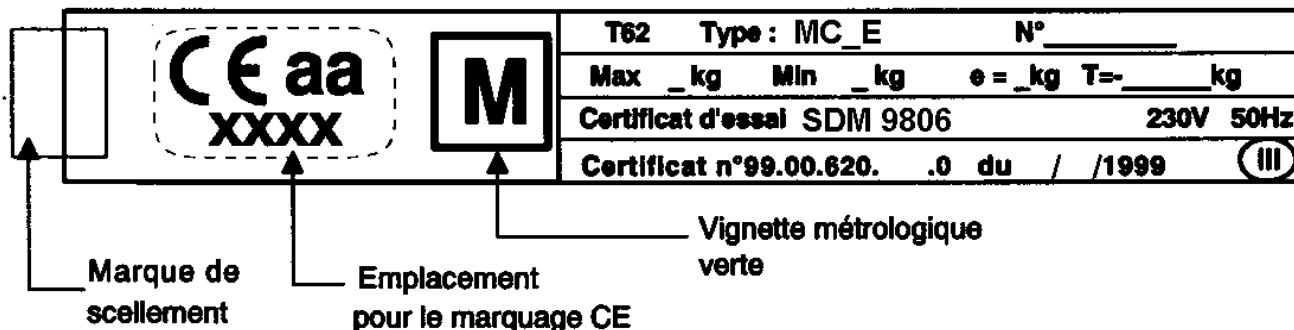 CE aa
XXXX
M
T62 Type : MC_E N°__________
Max _kg Min _kg e = _kg T=-______kg
Certificat d'essai SDM 9806 230V 50Hz
Certificat n°99.00.620. .0 du / /1999 III
Vignette métrologique
verte
Marque de
scellement
Emplacement
pour le marquage CE